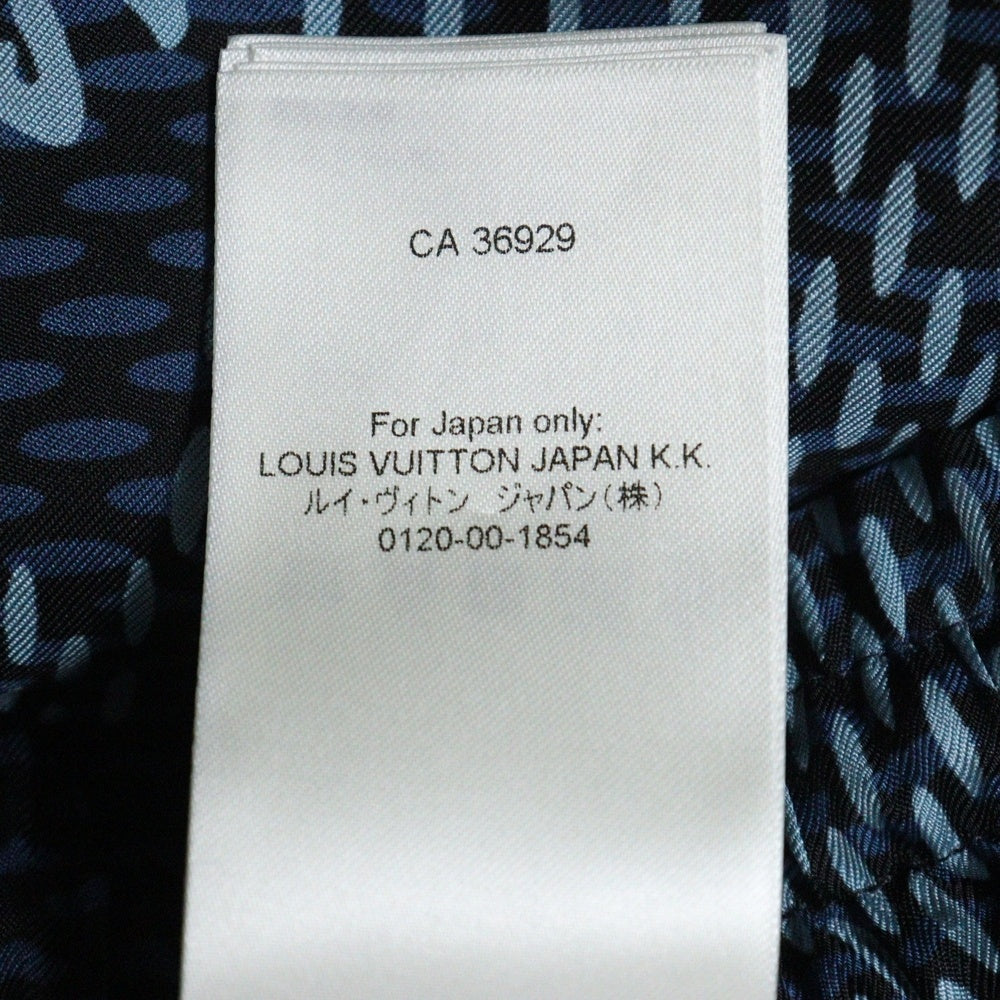 CA 36929
For Japan only:
LOUIS VUITTON JAPAN K.K.
ルイ・ヴィトン　ジャパン(株)
0120-00-1854